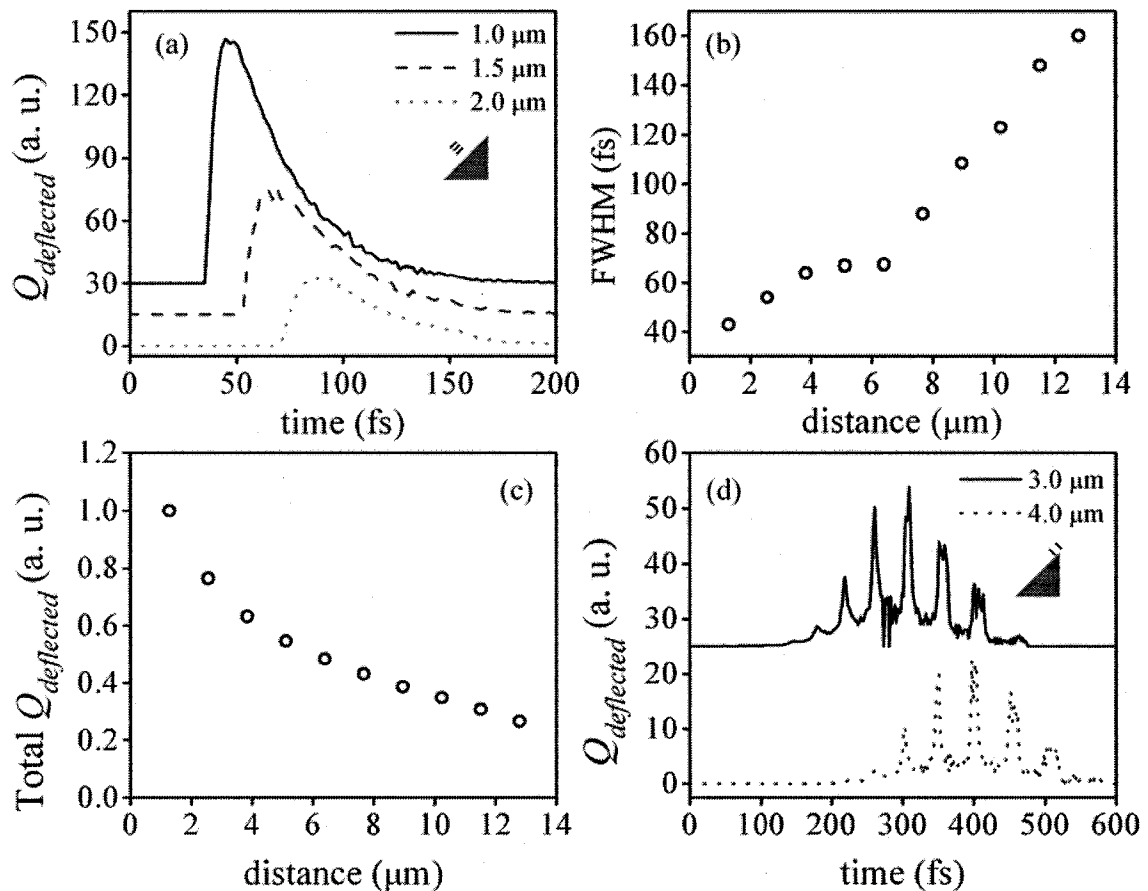 (a)
1.0 μm
1.5 μm
2.0 μm
150
120
90
60
30
0
Q deflected (a. u.)
0 50 100 150 200
time (fs)
(b)
160
140
120
100
80
60
40
FWHM (fs)
0 2 4 6 8 10 12 14
distance (μm)
(c)
1.2
1.0
0.8
0.6
0.4
0.2
0.0
Total Q deflected (a. u.)
0 2 4 6 8 10 12 14
distance (μm)
(d)
3.0 μm
4.0 μm
60
50
40
30
20
10
0
Q deflected (a. u.)
0 100 200 300 400 500 600
time (fs)